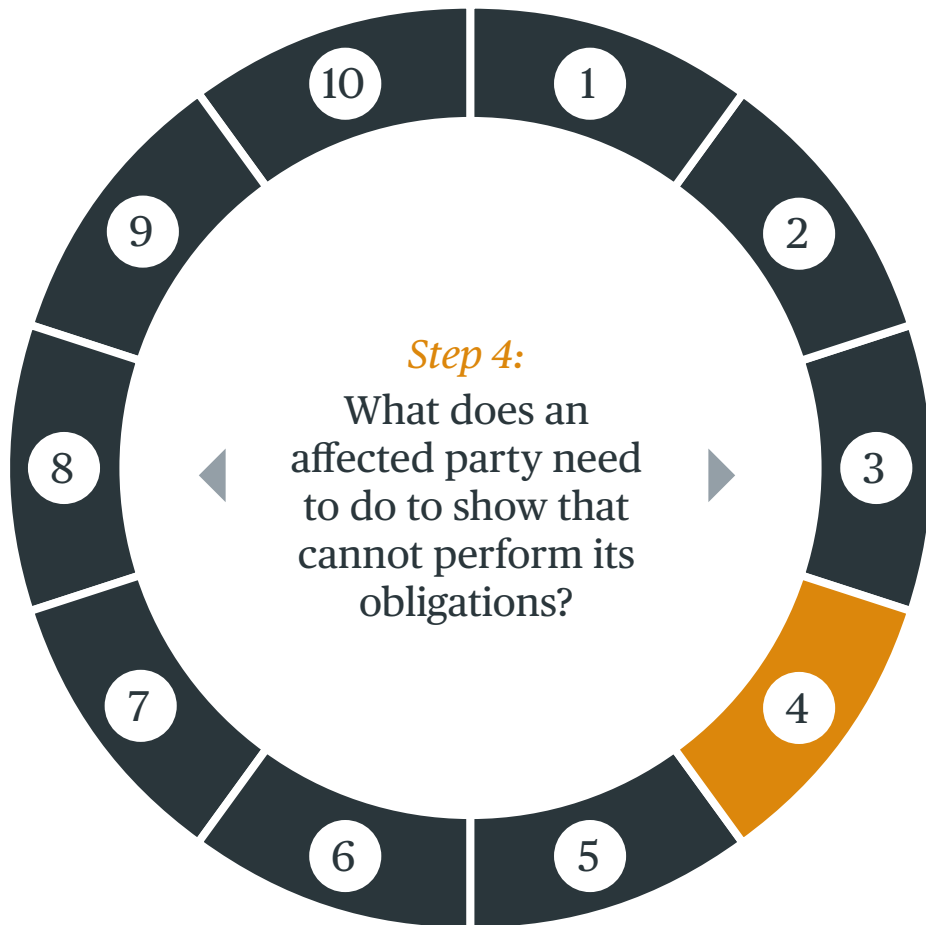 10
1
9
2
Step 4:
What does an
affected party need
to do to show that
cannot perform its
obligations?
8
3
7
4
6
5